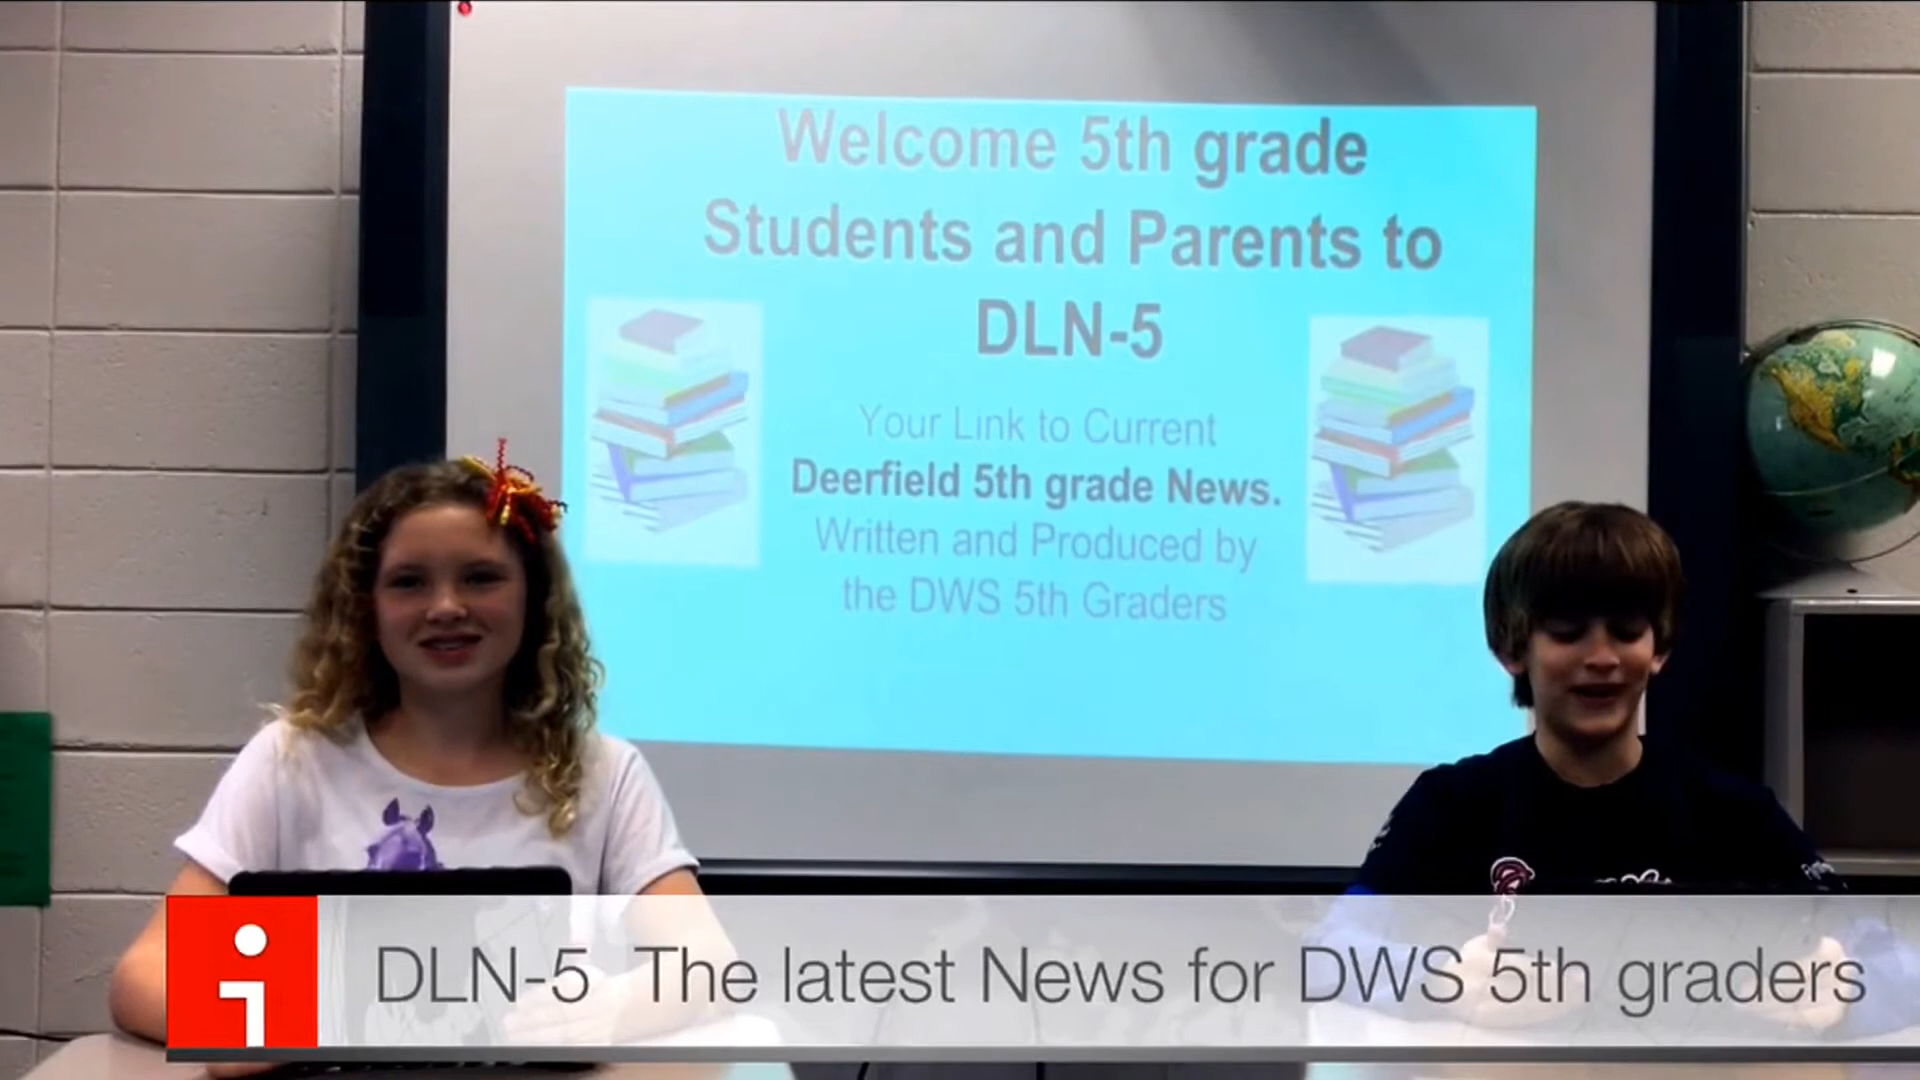 Welcome 5th grade
Students and Parents to
DLN-5
Your Link to Current
Deerfield 5th grade News.
Written and Produced by
the DWS 5th Graders
DLN-5 The latest News for DWS 5th graders